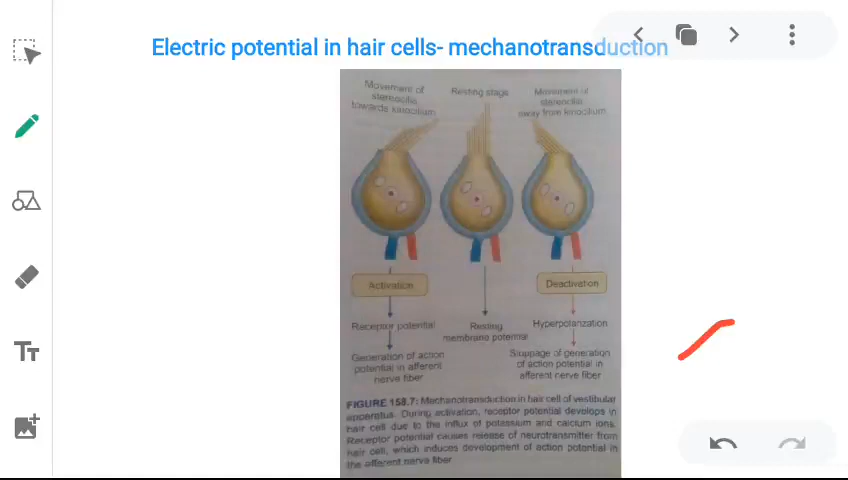 Electric potential in hair cells- mechanotransduction
Movement of
stereocilia
towards kinocilium
Resting stage
Movement of
stereocilia
away from kinocilium
Activation
Deactivation
Receptor potential
Resting
membrane potential
Hyperpolarization
Generation of action
potential in afferent
nerve fiber
Stoppage of generation
of action potential in
afferent nerve fiber
FIGURE 158.7: Mechanotransduction in hair cell of vestibular
apparatus. During activation, receptor potential develops in
hair cell due to the influx of potassium and calcium ions.
Receptor potential causes release of neurotransmitter from
hair cell, which induces development of action potential in
the afferent nerve fiber
TT